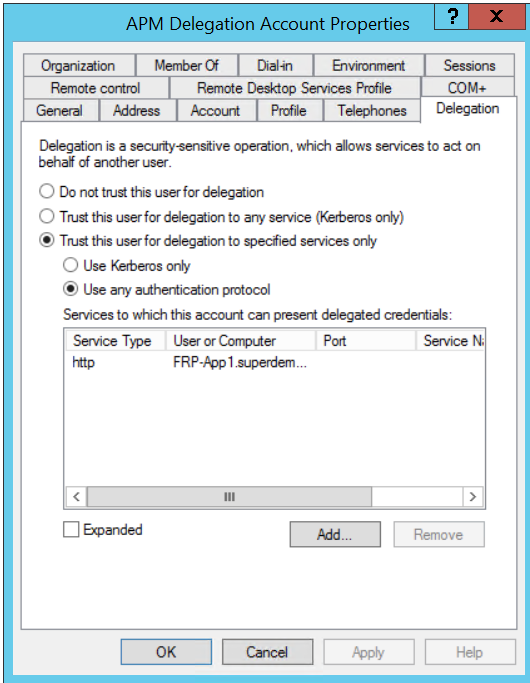 APM Delegation Account Properties
?
X
Organization Member Of Dial-in Environment Sessions
Remote control Remote Desktop Services Profile COM+
General Address Account Profile Telephones Delegation
Delegation is a security-sensitive operation, which allows services to act on
behalf of another user.
Do not trust this user for delegation
Trust this user for delegation to any service (Kerberos only)
Trust this user for delegation to specified services only
Use Kerberos only
Use any authentication protocol
Services to which this account can present delegated credentials:
Service Type User or Computer Port Service Na
http FRP-App1.superdem...
Expanded
Add... Remove
OK Cancel Apply Help